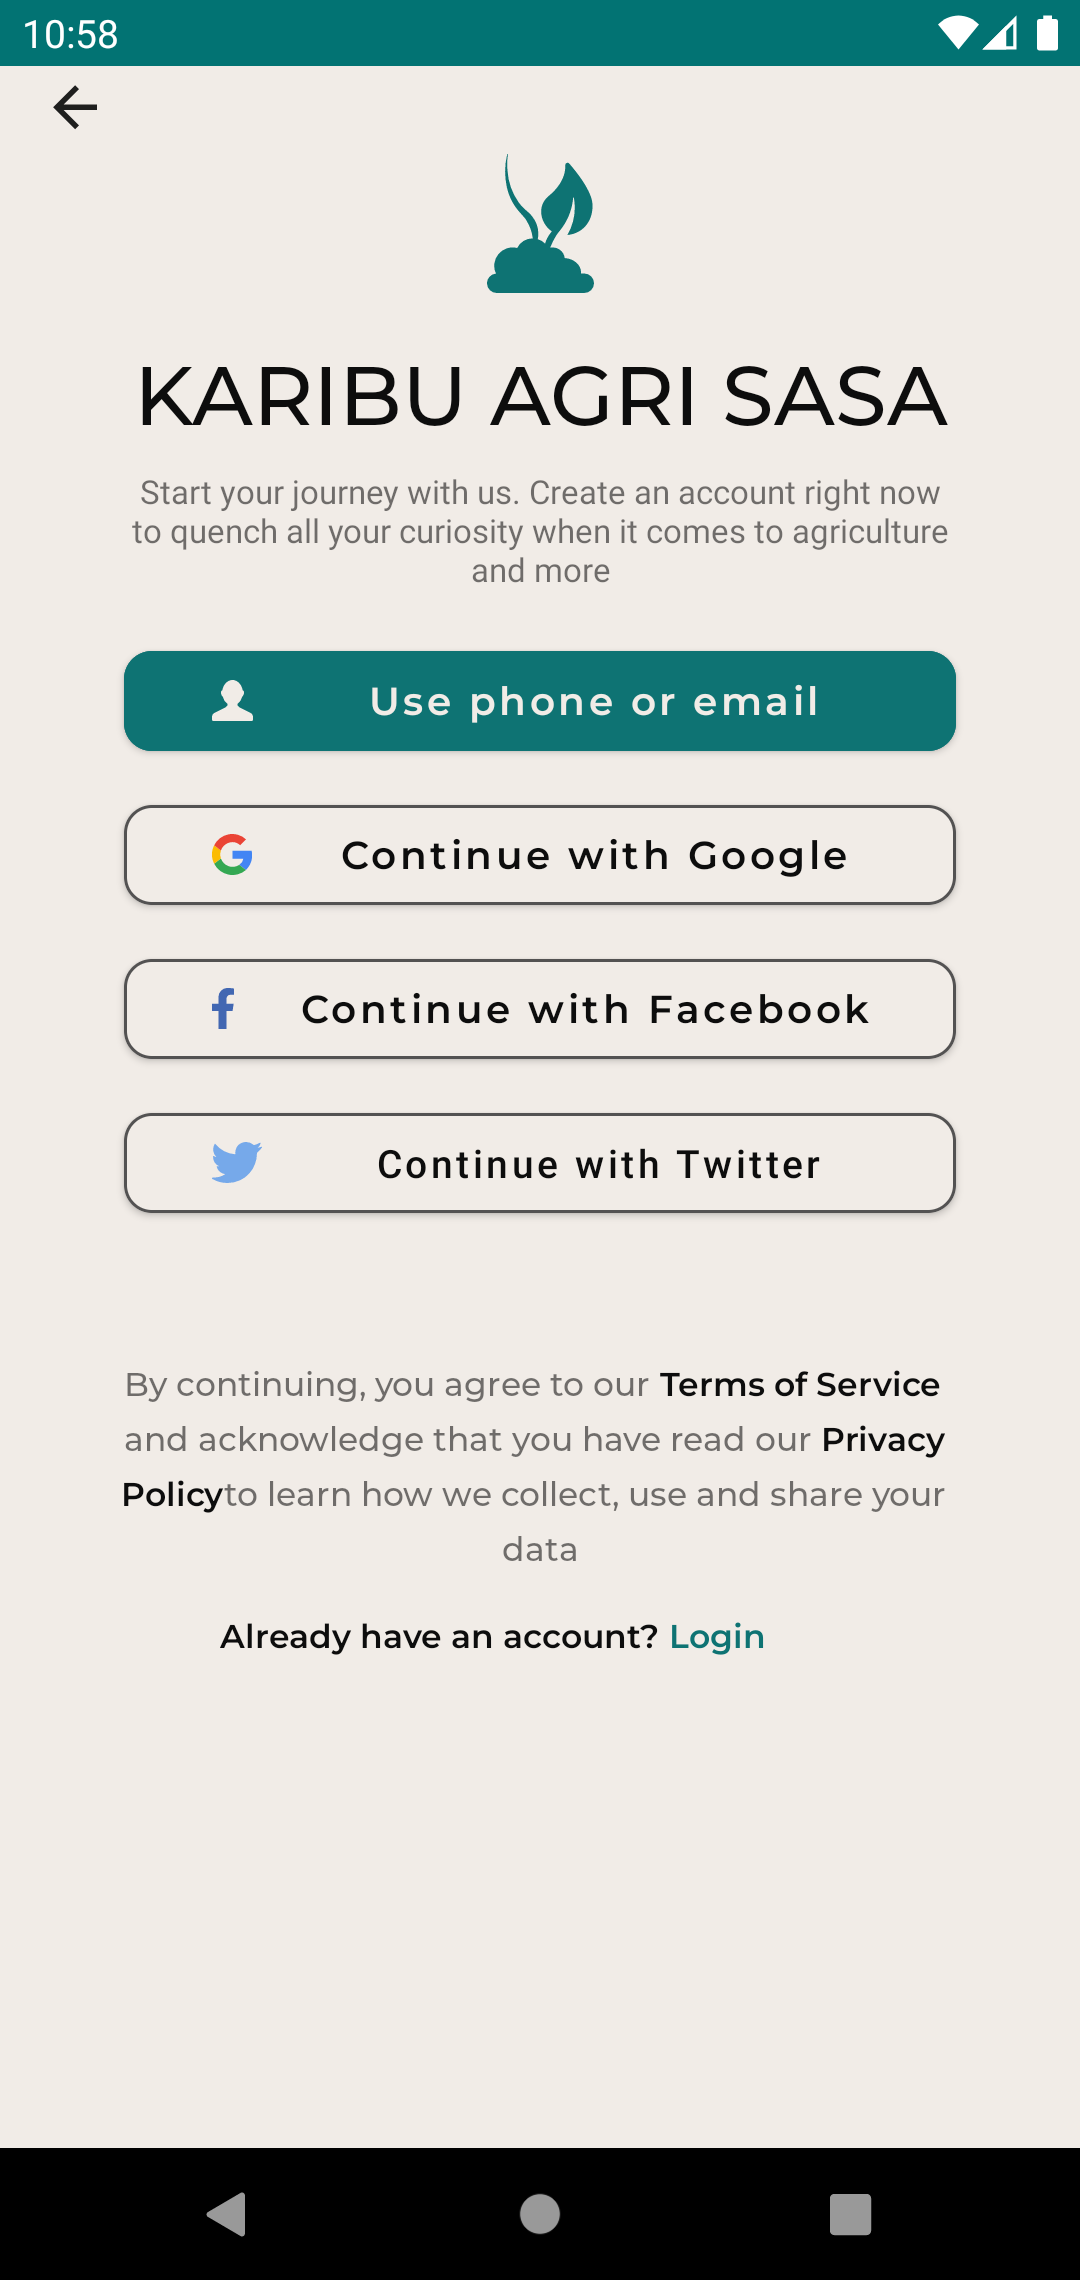 10:58
KARIBU AGRI SASA
Start your journey with us. Create an account right now
to quench all your curiosity when it comes to agriculture
and more
Use phone or email
Continue with Google
Continue with Facebook
Continue with Twitter
By continuing, you agree to our Terms of Service
and acknowledge that you have read our Privacy
Policyto learn how we collect, use and share your
data
Already have an account? Login